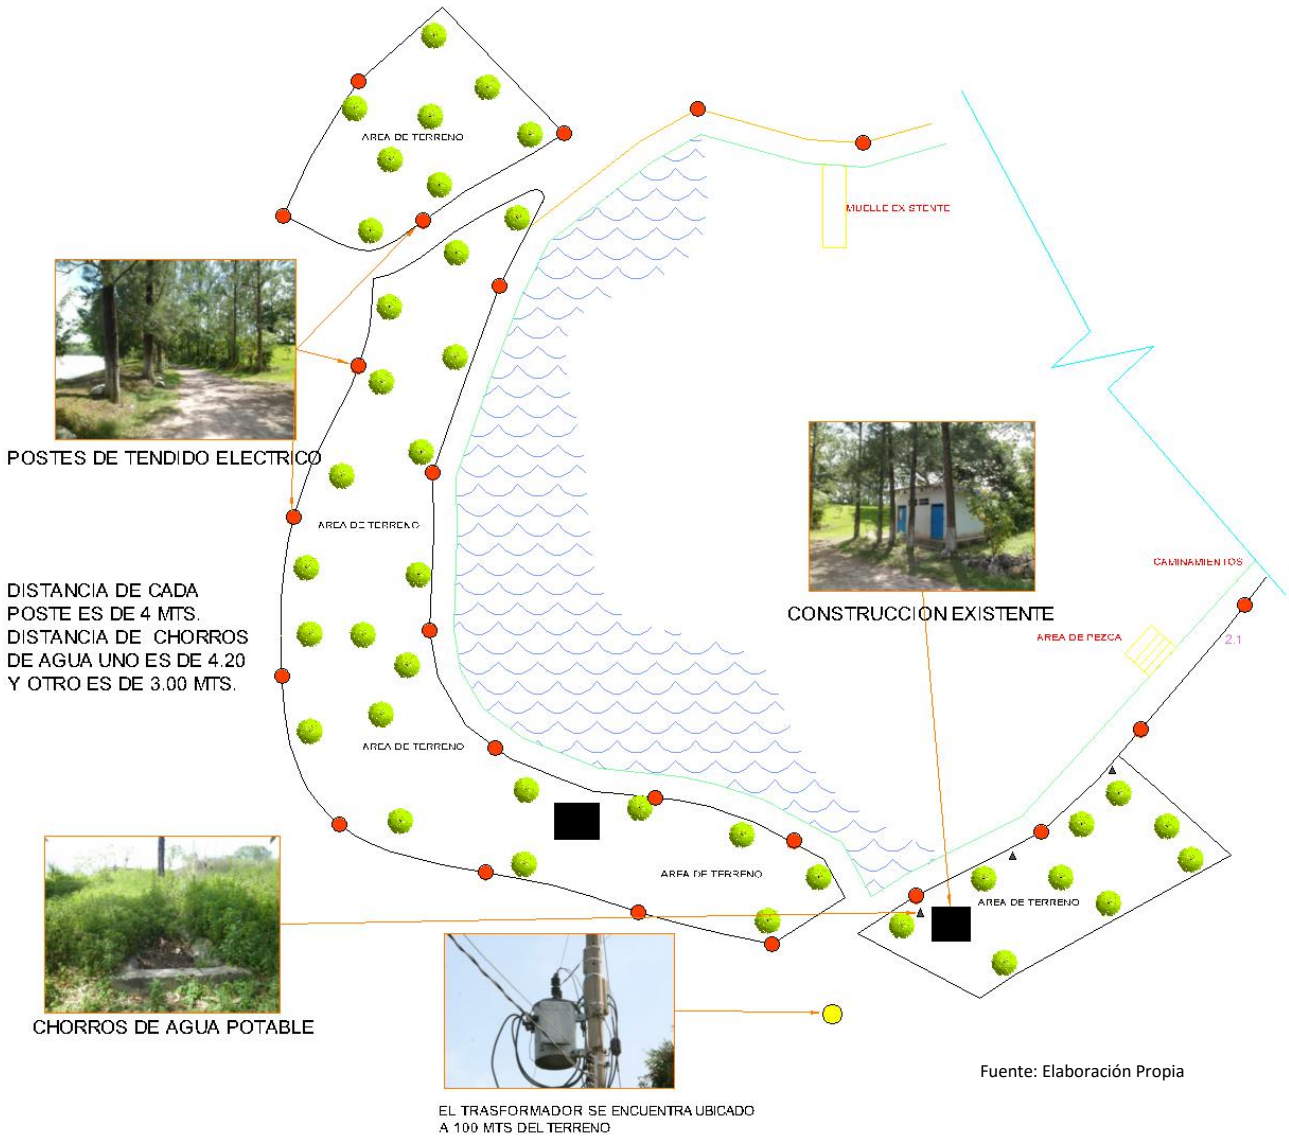 AREA DE TERRENO
MUELLE EXISTENTE
POSTES DE TENDIDO ELECTRICO
AREA DE TERRENO
DISTANCIA DE CADA
POSTE ES DE 4 MTS.
DISTANCIA DE CHORROS
DE AGUA UNO ES DE 4.20
Y OTRO ES DE 3.00 MTS.
CAMINAMIENTOS
CONSTRUCCION EXISTENTE
AREA DE PEZCA
2.1
AREA DE TERRENO
AREA DE TERRENO
AREA DE TERRENO
CHORROS DE AGUA POTABLE
Fuente: Elaboración Propia
EL TRASFORMADOR SE ENCUENTRA UBICADO
A 100 MTS DEL TERRENO